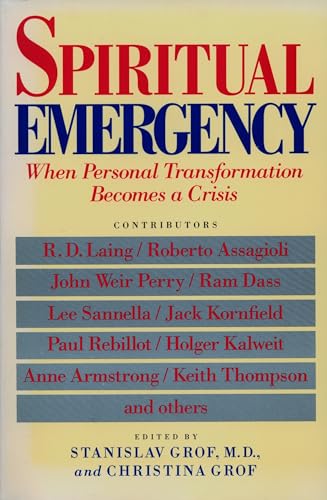 SPIRITUAL
EMERGENCY
When Personal Transformation
Becomes a Crisis
CONTRIBUTORS
R. D. Laing / Roberto Assagioli
John Weir Perry / Ram Dass
Lee Sannella / Jack Kornfield
Paul Rebillot / Holger Kalweit
Anne Armstrong / Keith Thompson
and others
EDITED BY
STANISLAV GROF, M.D.,
and CHRISTINA GROF